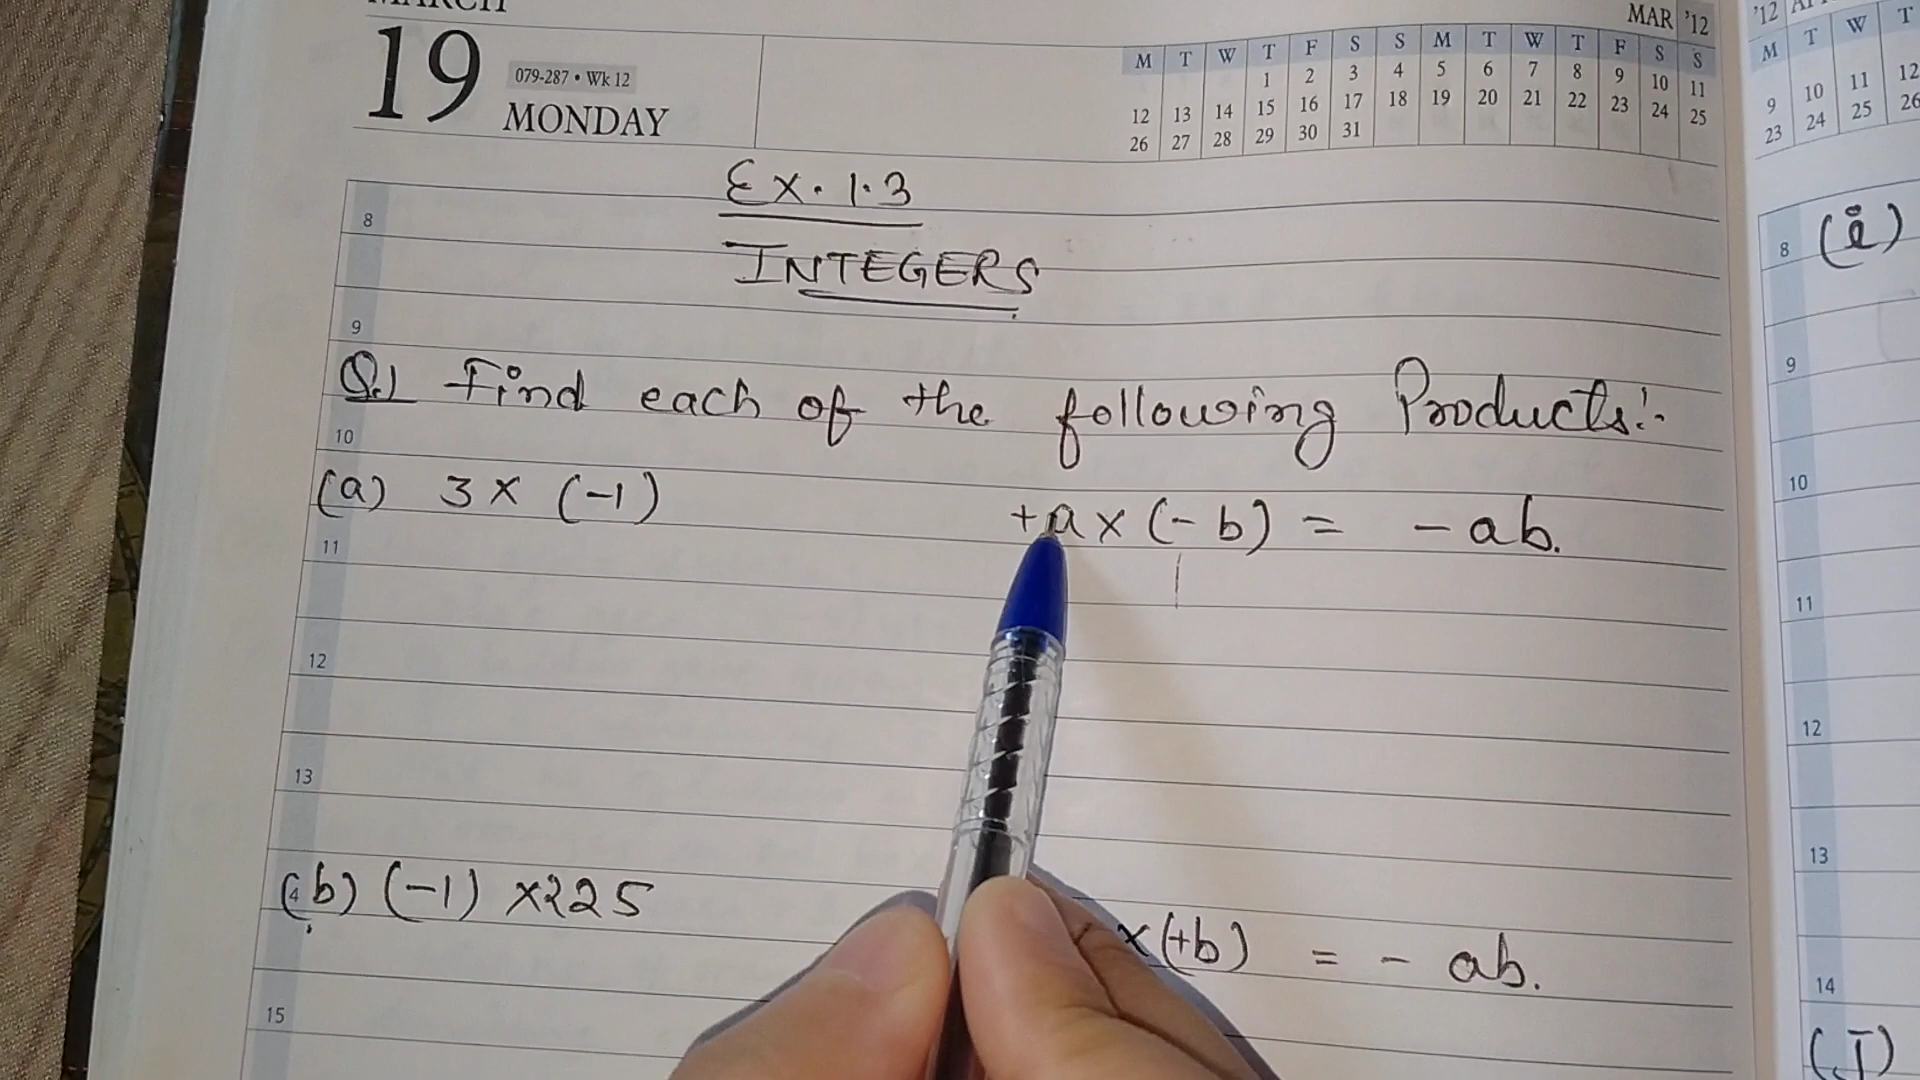 MARCH
19
079-287 • Wk 12
MONDAY
MAR '12
M T W T F S S M T W T F S S
1 2 3 4 5 6 7 8 9 10 11
12 13 14 15 16 17 18 19 20 21 22 23 24 25
26 27 28 29 30 31
Ex. 1.3
INTEGERS
Q.1 Find each of the following Products:-
(a) 3 x (-1)
+a x (-b) = -ab.
(b) (-1) x225
x(+b) = - ab.
8
9
10
11
12
13
15
'12
M T W T
9 10 11 12
23 24 25 26
8 (i)
9
10
11
12
13
14
(J)